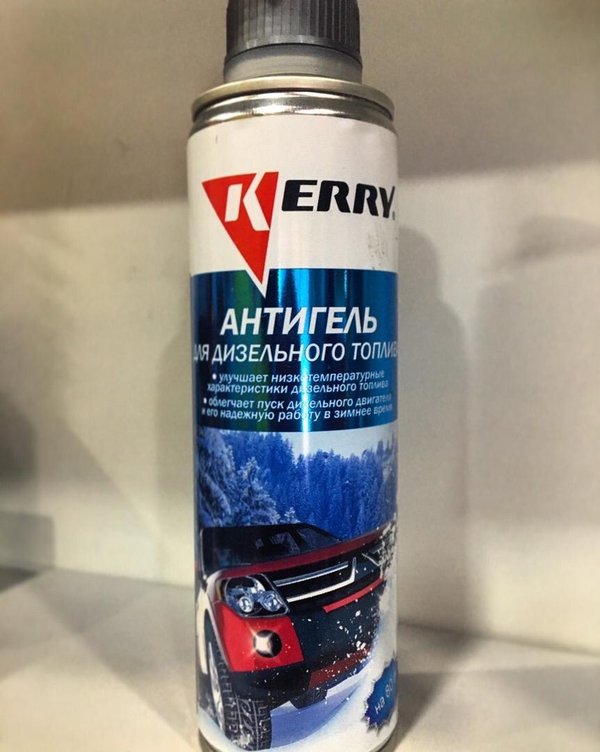 KERRY®
АНТИГЕЛЬ
ДЛЯ ДИЗЕЛЬНОГО ТОПЛИВА
• улучшает низкотемпературные
характеристики дизельного топлива
• облегчает пуск дизельного двигателя
и его надежную работу в зимнее время
на